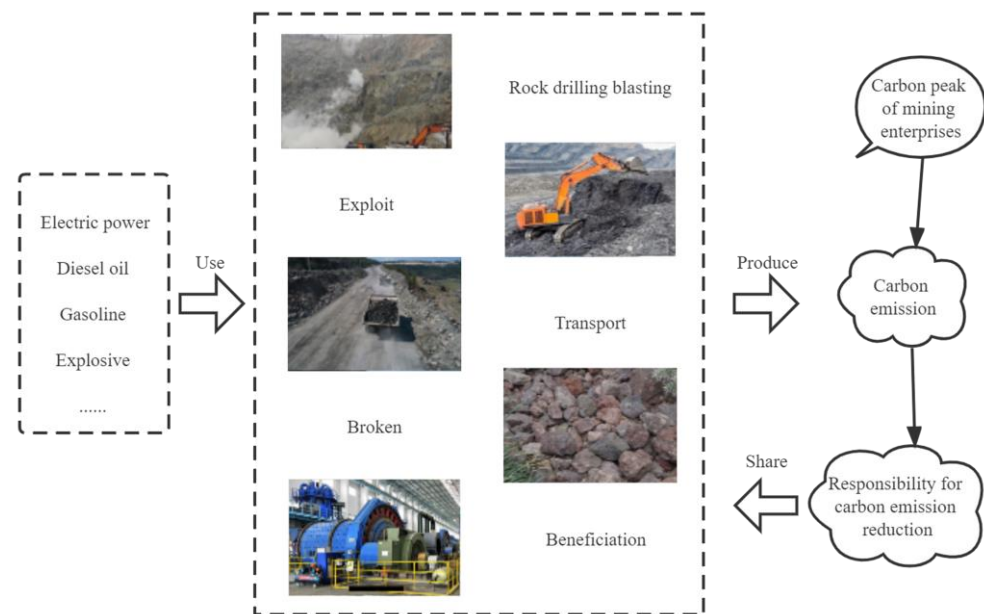 Electric power
Diesel oil
Gasoline
Explosive
......
Use
Rock drilling blasting
Exploit
Transport
Broken
Beneficiation
Produce
Share
Carbon peak
of mining
enterprises
Carbon
emission
Responsibility for
carbon emission
reduction